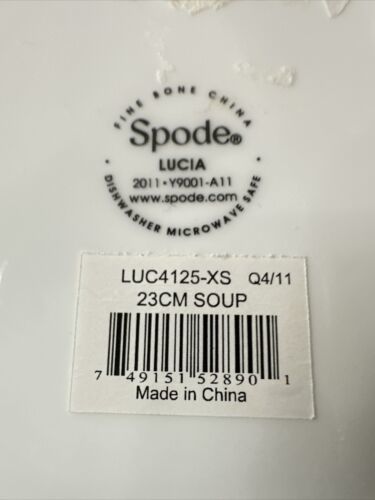 FINE BONE CHINA
Spode®
LUCIA
2011 • Y9001-A11
www.spode.com
• DISHWASHER MICROWAVE SAFE •
LUC4125-XS Q4/11
23CM SOUP
7 49151 52890 1
Made in China